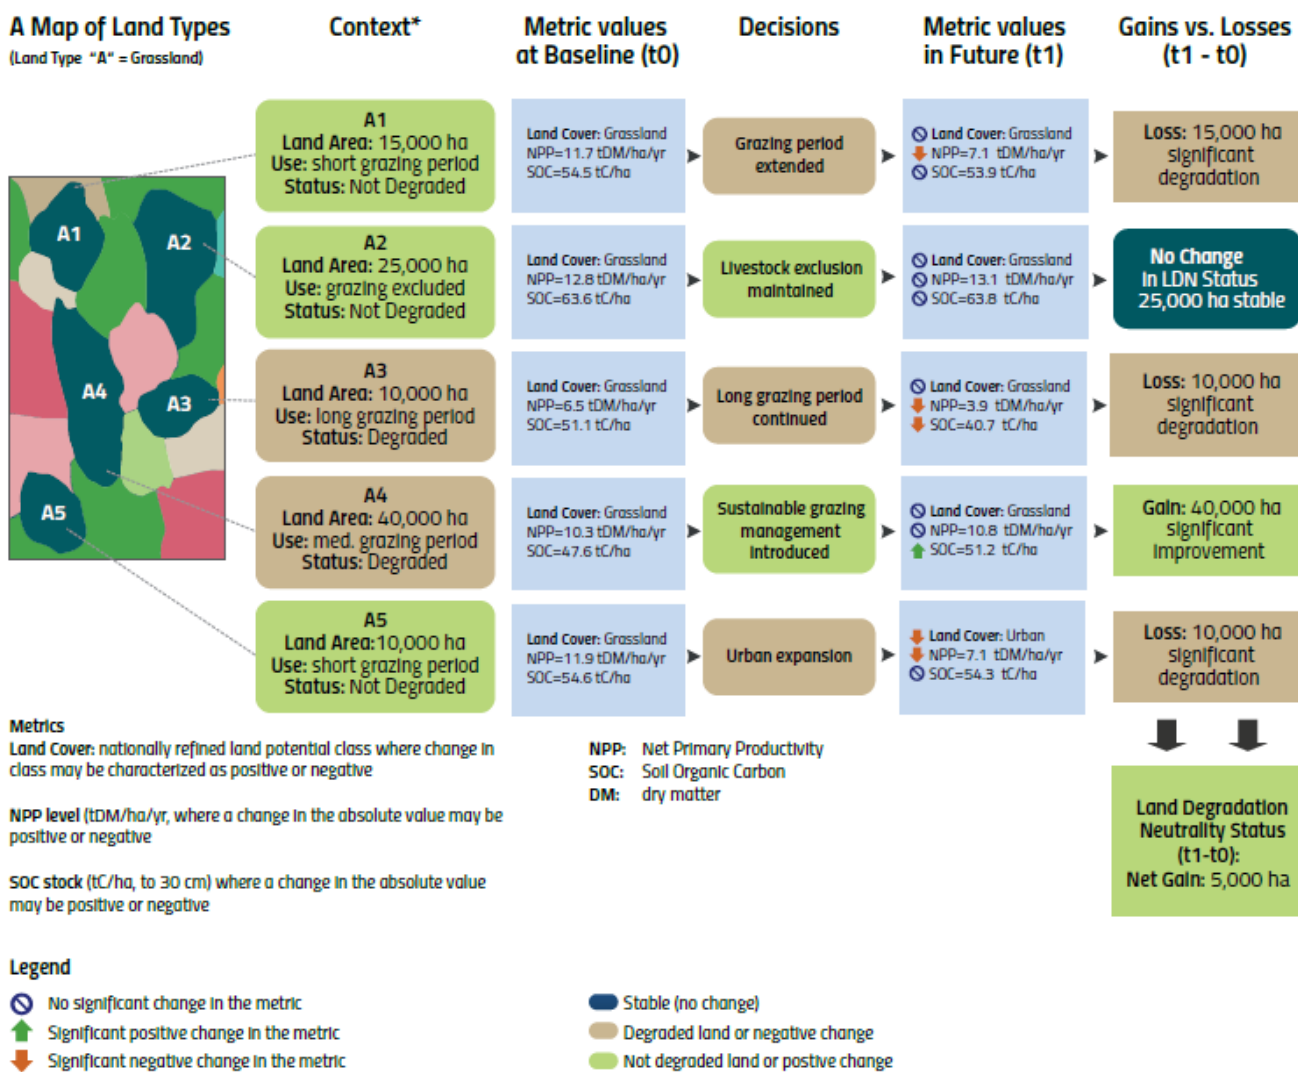 A Map of Land Types
(Land Type "A" = Grassland)
Context*
Metric values
at Baseline (t0)
Decisions
Metric values
in Future (t1)
Gains vs. Losses
(t1 - t0)
A1
A2
A4
A3
A5
A1
Land Area: 15,000 ha
Use: short grazing period
Status: Not Degraded
Land Cover: Grassland
NPP=11.7 tDM/ha/yr
SOC=54.5 tC/ha
Grazing period
extended
Land Cover: Grassland
NPP=7.1 tDM/ha/yr
SOC=53.9 tC/ha
Loss: 15,000 ha
significant
degradation
A2
Land Area: 25,000 ha
Use: grazing excluded
Status: Not Degraded
Land Cover: Grassland
NPP=12.8 tDM/ha/yr
SOC=63.6 tC/ha
Livestock exclusion
maintained
Land Cover: Grassland
NPP=13.1 tDM/ha/yr
SOC=63.8 tC/ha
No Change
in LDN Status
25,000 ha stable
A3
Land Area: 10,000 ha
Use: long grazing period
Status: Degraded
Land Cover: Grassland
NPP=6.5 tDM/ha/yr
SOC=51.1 tC/ha
Long grazing period
continued
Land Cover: Grassland
NPP=3.9 tDM/ha/yr
SOC=40.7 tC/ha
Loss: 10,000 ha
significant
degradation
A4
Land Area: 40,000 ha
Use: med. grazing period
Status: Degraded
Land Cover: Grassland
NPP=10.3 tDM/ha/yr
SOC=47.6 tC/ha
Sustainable grazing
management
introduced
Land Cover: Grassland
NPP=10.8 tDM/ha/yr
SOC=51.2 tC/ha
Gain: 40,000 ha
significant
improvement
A5
Land Area:10,000 ha
Use: short grazing period
Status: Not Degraded
Land Cover: Grassland
NPP=11.9 tDM/ha/yr
SOC=54.6 tC/ha
Urban expansion
Land Cover: Urban
NPP=7.1 tDM/ha/yr
SOC=54.3 tC/ha
Loss: 10,000 ha
significant
degradation
Metrics
Land Cover: nationally refined land potential class where change in
class may be characterized as positive or negative
NPP level (tDM/ha/yr, where a change in the absolute value may be
positive or negative
SOC stock (tC/ha, to 30 cm) where a change in the absolute value
may be positive or negative
NPP: Net Primary Productivity
SOC: Soil Organic Carbon
DM: dry matter
Land Degradation
Neutrality Status
(t1-t0):
Net Gain: 5,000 ha
Legend
No significant change in the metric
Significant positive change in the metric
Significant negative change in the metric
Stable (no change)
Degraded land or negative change
Not degraded land or postive change